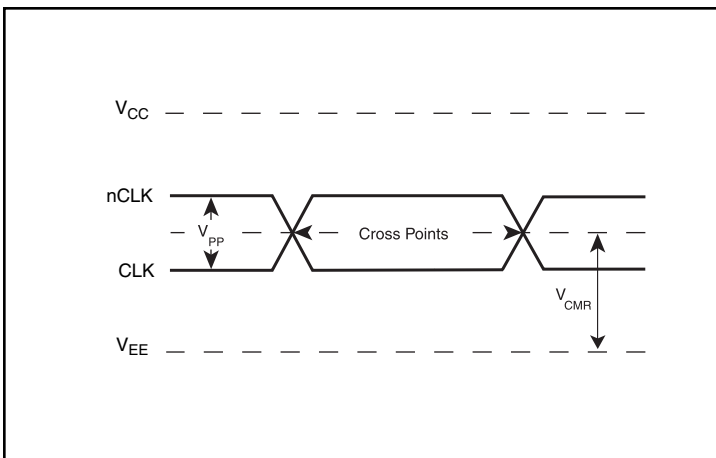 VCC
nCLK
VPP
Cross Points
CLK
VCMR
VEE